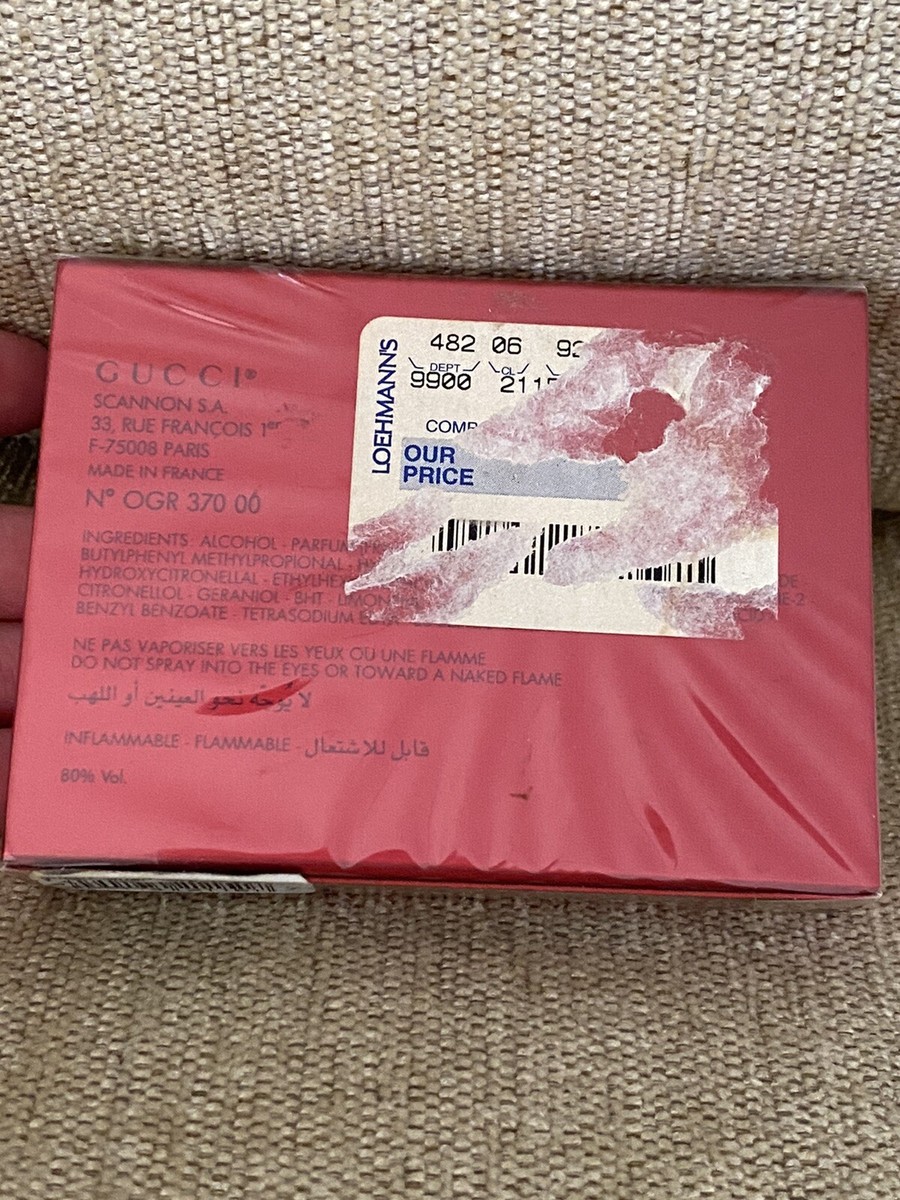 GUCCI®
SCANNON S.A.
33, RUE FRANÇOIS 1er
F-75008 PARIS
MADE IN FRANCE
N° OGR 370 00
INGREDIENTS: ALCOHOL - PARFUM
BUTYLPHENYL METHYLPROPIONAL -
HYDROXYCITRONELLAL -
CITRONELLOL - GERANIOL - BHT -
BENZYL BENZOATE - TETRASODIUM
NE PAS VAPORISER VERS LES YEUX OU UNE FLAMME
DO NOT SPRAY INTO THE EYES OR TOWARD A NAKED FLAME
لا يُوجَّه نحو العينين أو اللهب
INFLAMMABLE - FLAMMABLE - قابل للاشتعال
80% Vol.
LOEHMANN'S
482 06
DEPT CL
9900
COMP
OUR
PRICE